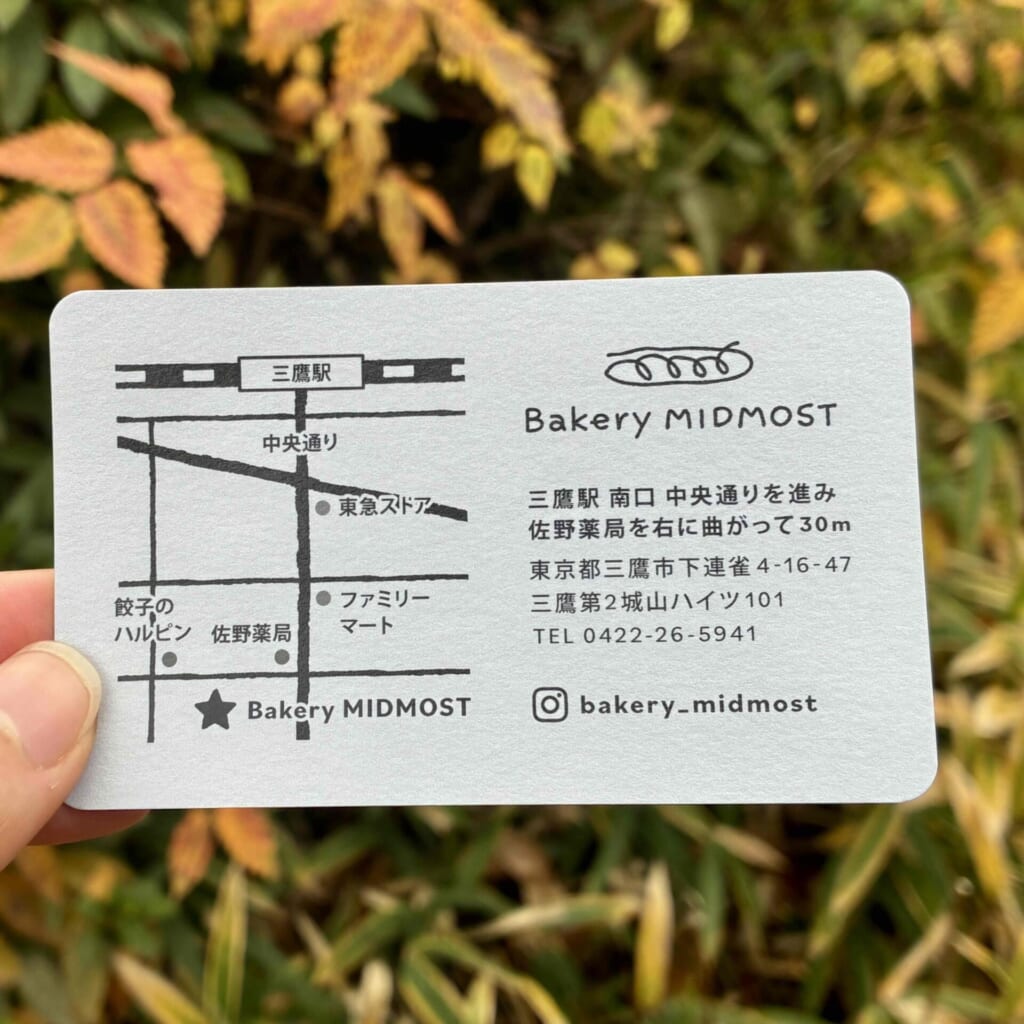 三鷹駅
中央通り
東急ストア
ファミリー
マート
餃子の
ハルピン
佐野薬局
Bakery MIDMOST
Bakery MIDMOST
三鷹駅 南口 中央通りを進み
佐野薬局を右に曲がって30m
東京都三鷹市下連雀4-16-47
三鷹第2城山ハイツ101
TEL 0422-26-5941
bakery_midmost